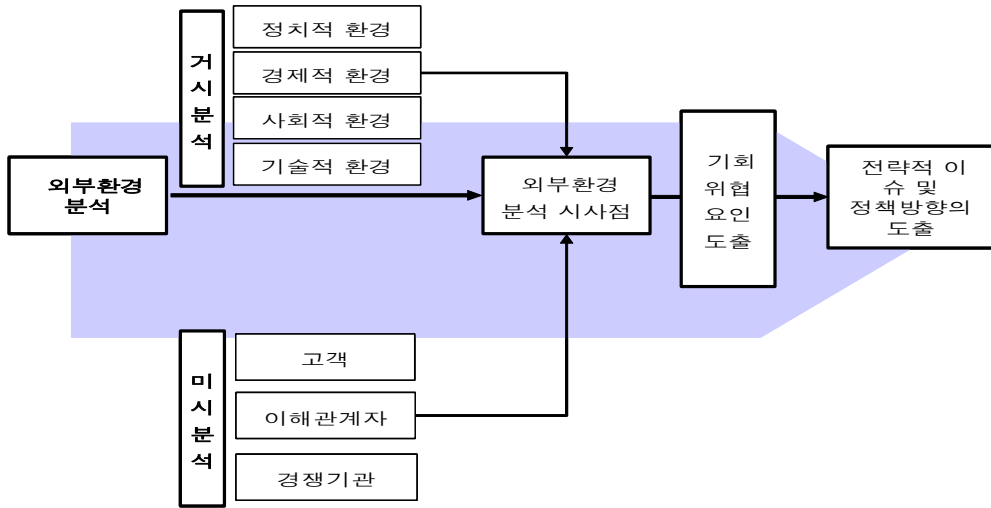 거
시
분
석
정치적 환경
경제적 환경
사회적 환경
기술적 환경
외부환경
분석
외부환경
분석 시사점
기회
위협
요인
도출
전략적 이
슈 및
정책방향의
도출
미
시
분
석
고객
이해관계자
경쟁기관